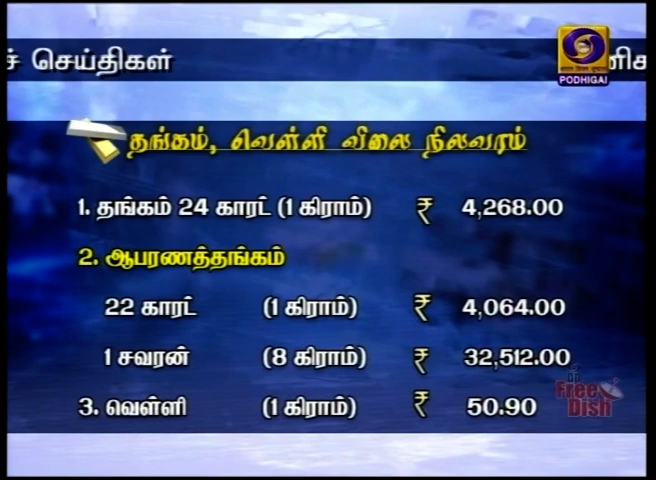 ச் செய்திகள்
PODHIGAI
தங்கம், வெள்ளி விலை நிலவரம்
1. தங்கம் 24 காரட் (1 கிராம்) ₹ 4,268.00
2. ஆபரணத்தங்கம்
22 காரட் (1 கிராம்) ₹ 4,064.00
1 சவரன் (8 கிராம்) ₹ 32,512.00
3. வெள்ளி (1 கிராம்) ₹ 50.90
Free
Dish